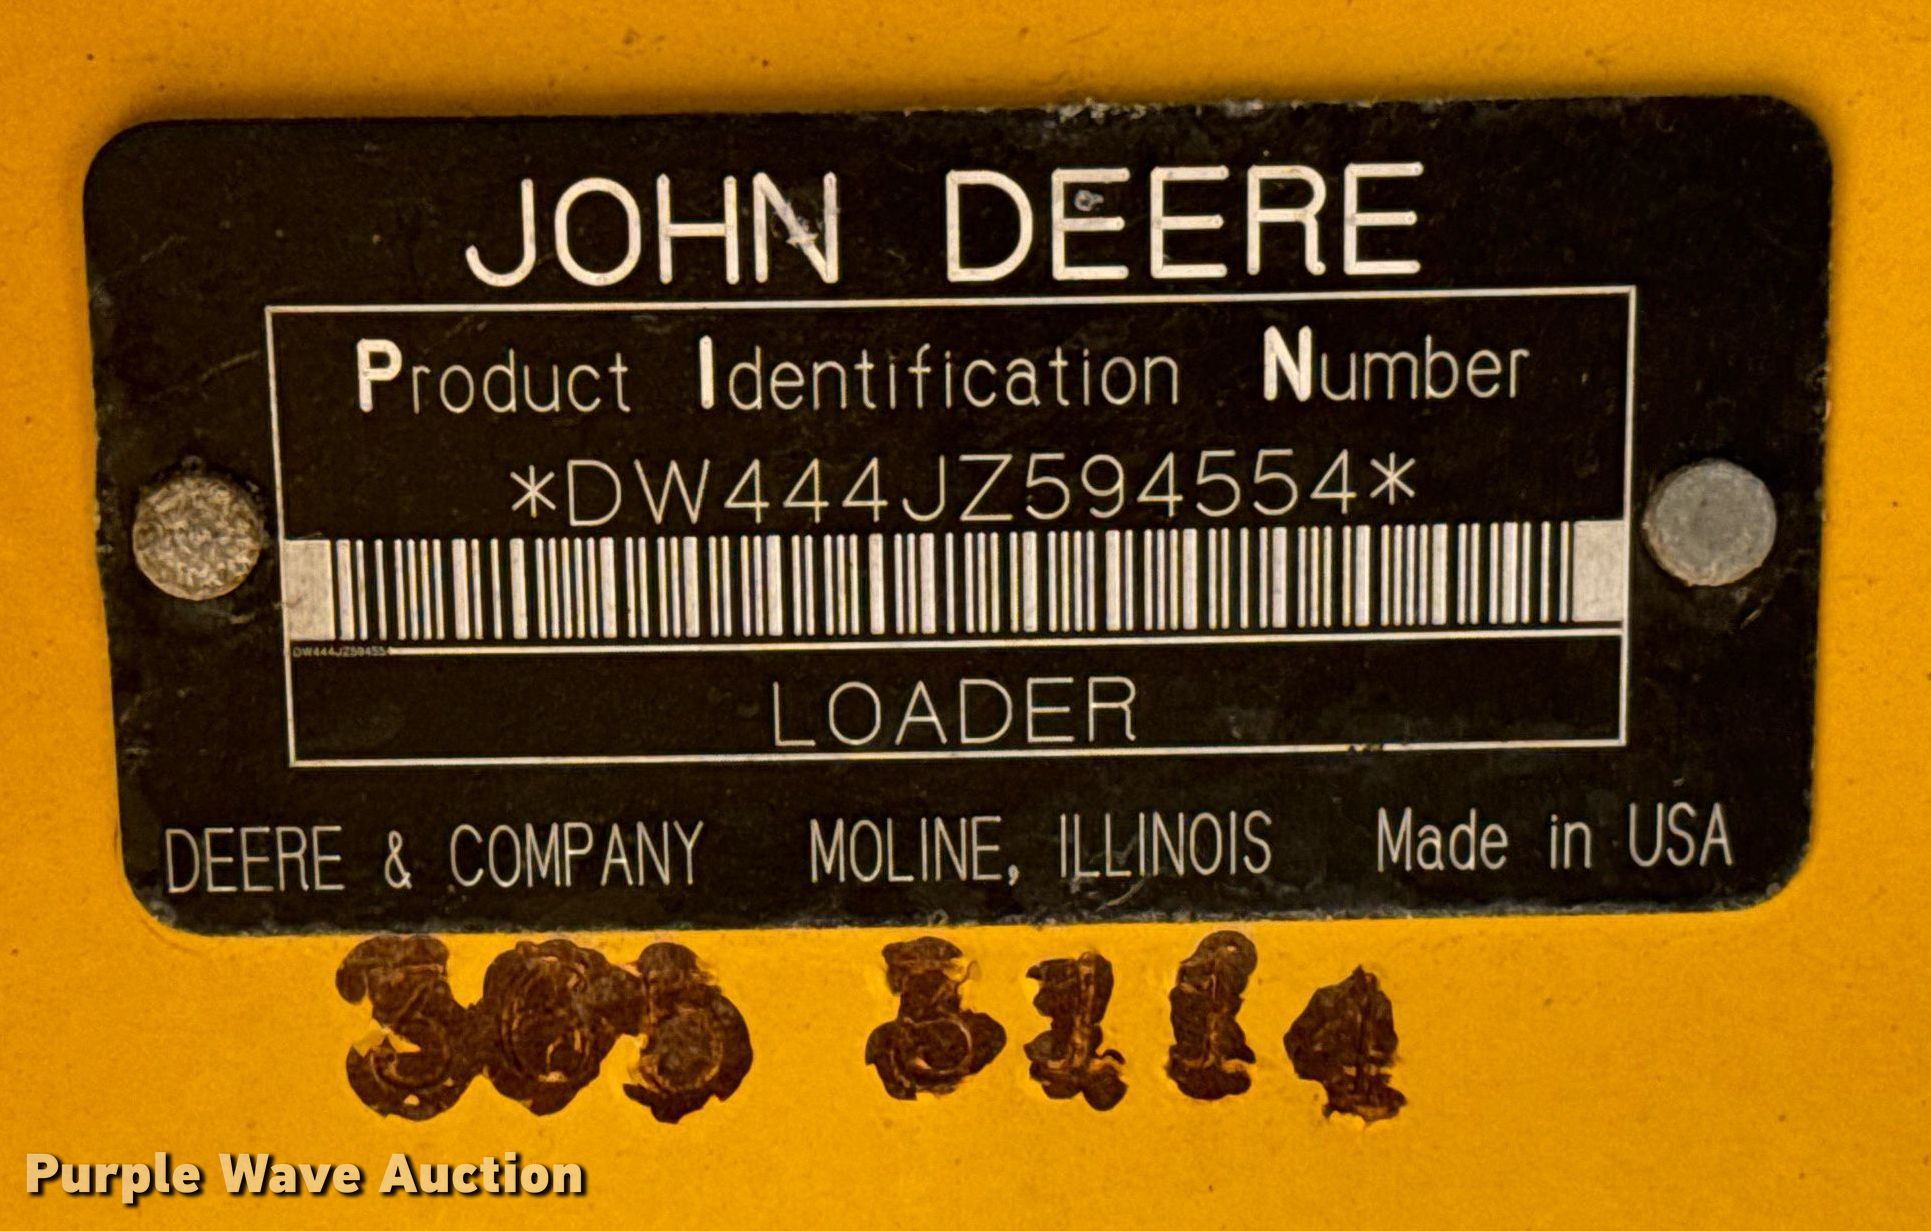 JOHN DEERE
Product Identification Number
*DW444JZ594554*
DW444JZ594554
LOADER
DEERE & COMPANY MOLINE, ILLINOIS Made in USA
Purple Wave Auction